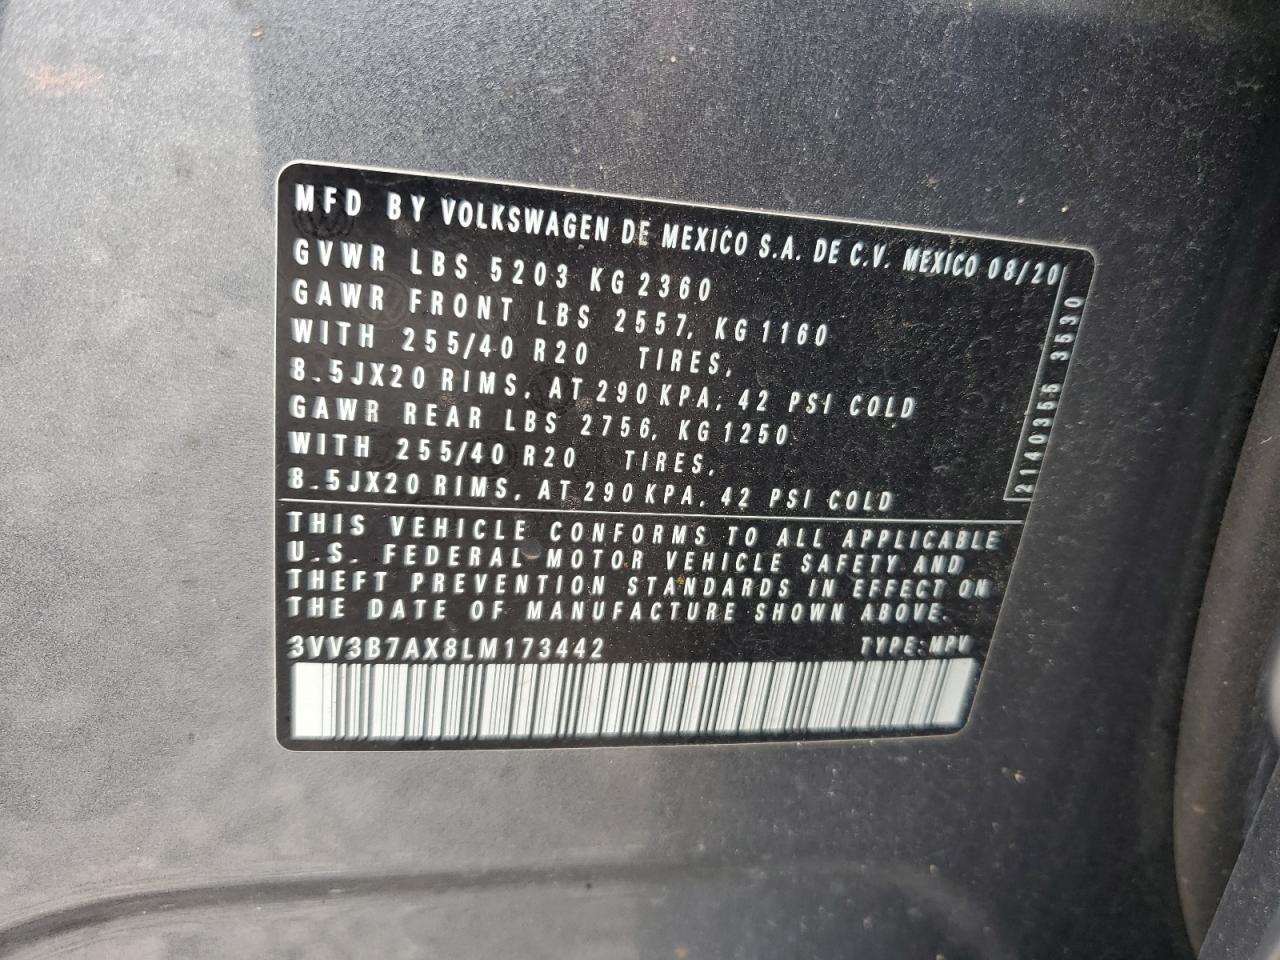 MFD BY VOLKSWAGEN DE MEXICO S.A. DE C.V. MEXICO 08/20
GVWR LBS 5203 KG 2360
GAWR FRONT LBS 2557, KG 1160
WITH 255/40 R20 TIRES,
8.5JX20 RIMS, AT 290 KPA, 42 PSI COLD
GAWR REAR LBS 2756, KG 1250
WITH 255/40 R20 TIRES,
8.5JX20 RIMS, AT 290 KPA, 42 PSI COLD
2140355 3530
THIS VEHICLE CONFORMS TO ALL APPLICABLE
U.S. FEDERAL MOTOR VEHICLE SAFETY AND
THEFT PREVENTION STANDARDS IN EFFECT ON
THE DATE OF MANUFACTURE SHOWN ABOVE.
3VV3B7AX8LM173442 TYPE: MPV